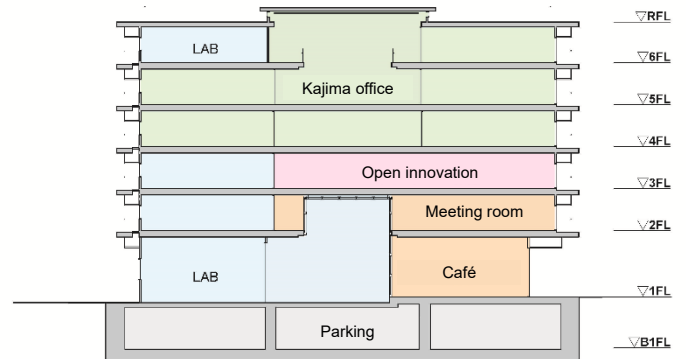 ▽RFL
LAB
▽6FL
Kajima office
▽5FL
▽4FL
Open innovation
▽3FL
Meeting room
▽2FL
LAB
Café
▽1FL
Parking
▽B1FL